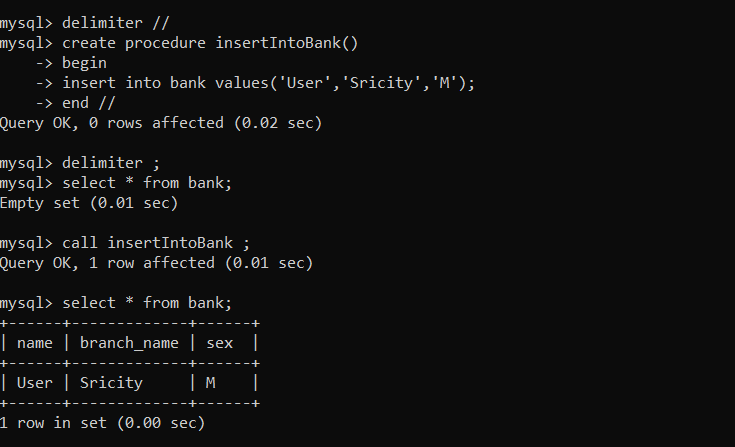 mysql> delimiter //
mysql> create procedure insertIntoBank()
    -> begin
    -> insert into bank values('User','Sricity','M');
    -> end //
Query OK, 0 rows affected (0.02 sec)

mysql> delimiter ;
mysql> select * from bank;
Empty set (0.01 sec)

mysql> call insertIntoBank ;
Query OK, 1 row affected (0.01 sec)

mysql> select * from bank;
+------+-------------+------+
| name | branch_name | sex  |
+------+-------------+------+
| User | Sricity     | M    |
+------+-------------+------+
1 row in set (0.00 sec)